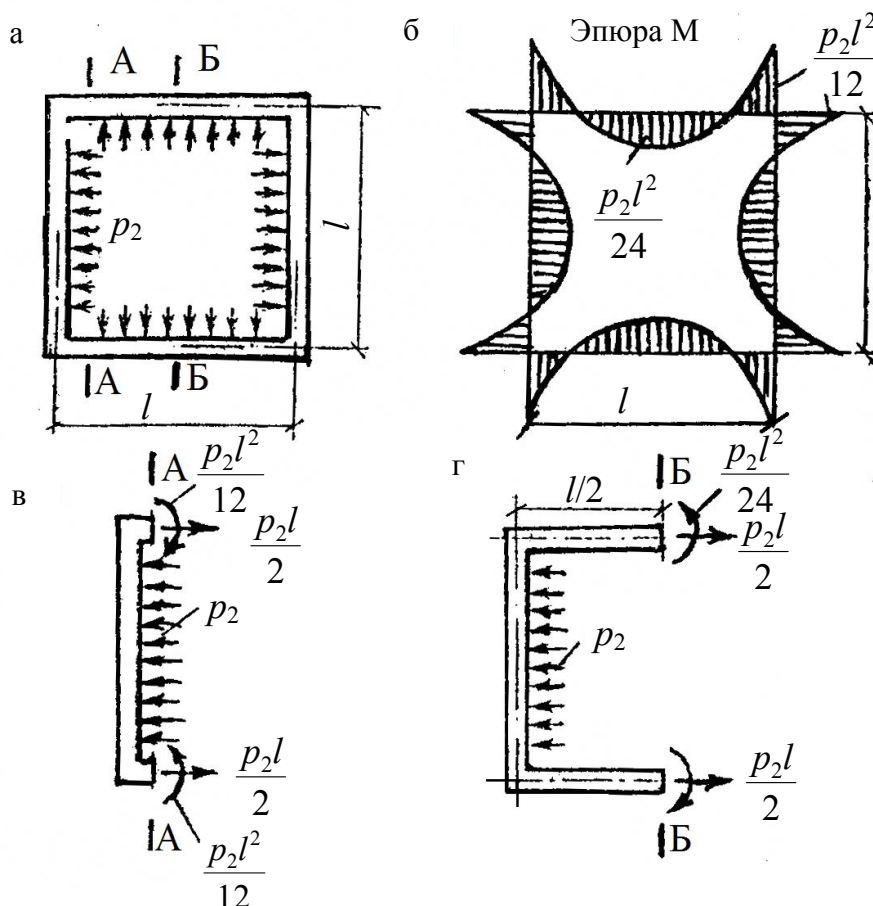 а
А Б
p₂
l
А Б
l
б
Эпюра М
p₂l²/12
p₂l²/24
l
в
А
p₂l²/12
p₂l/2
p₂
p₂l/2
А
p₂l²/12
г
l/2
Б
p₂l²/24
p₂l/2
p₂
p₂l/2
Б